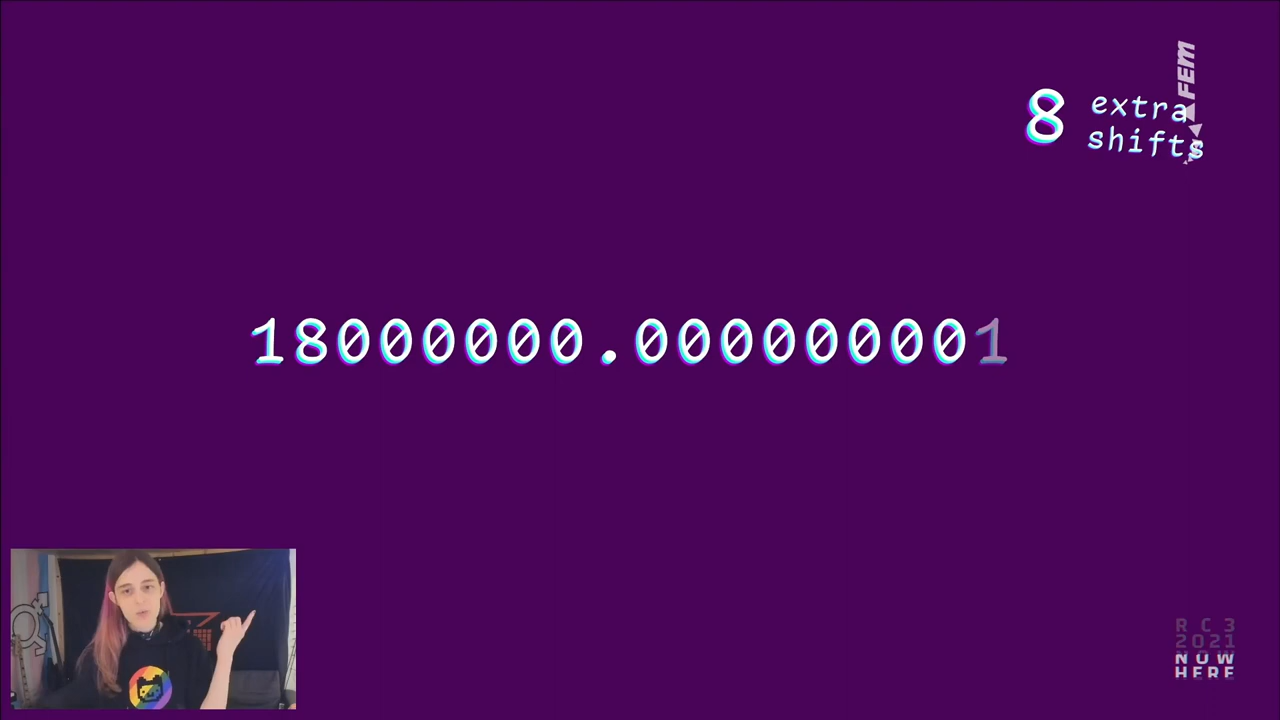 FEM
8 extra
shifts
18000000.000000001
RC3
2021
NOW
HERE